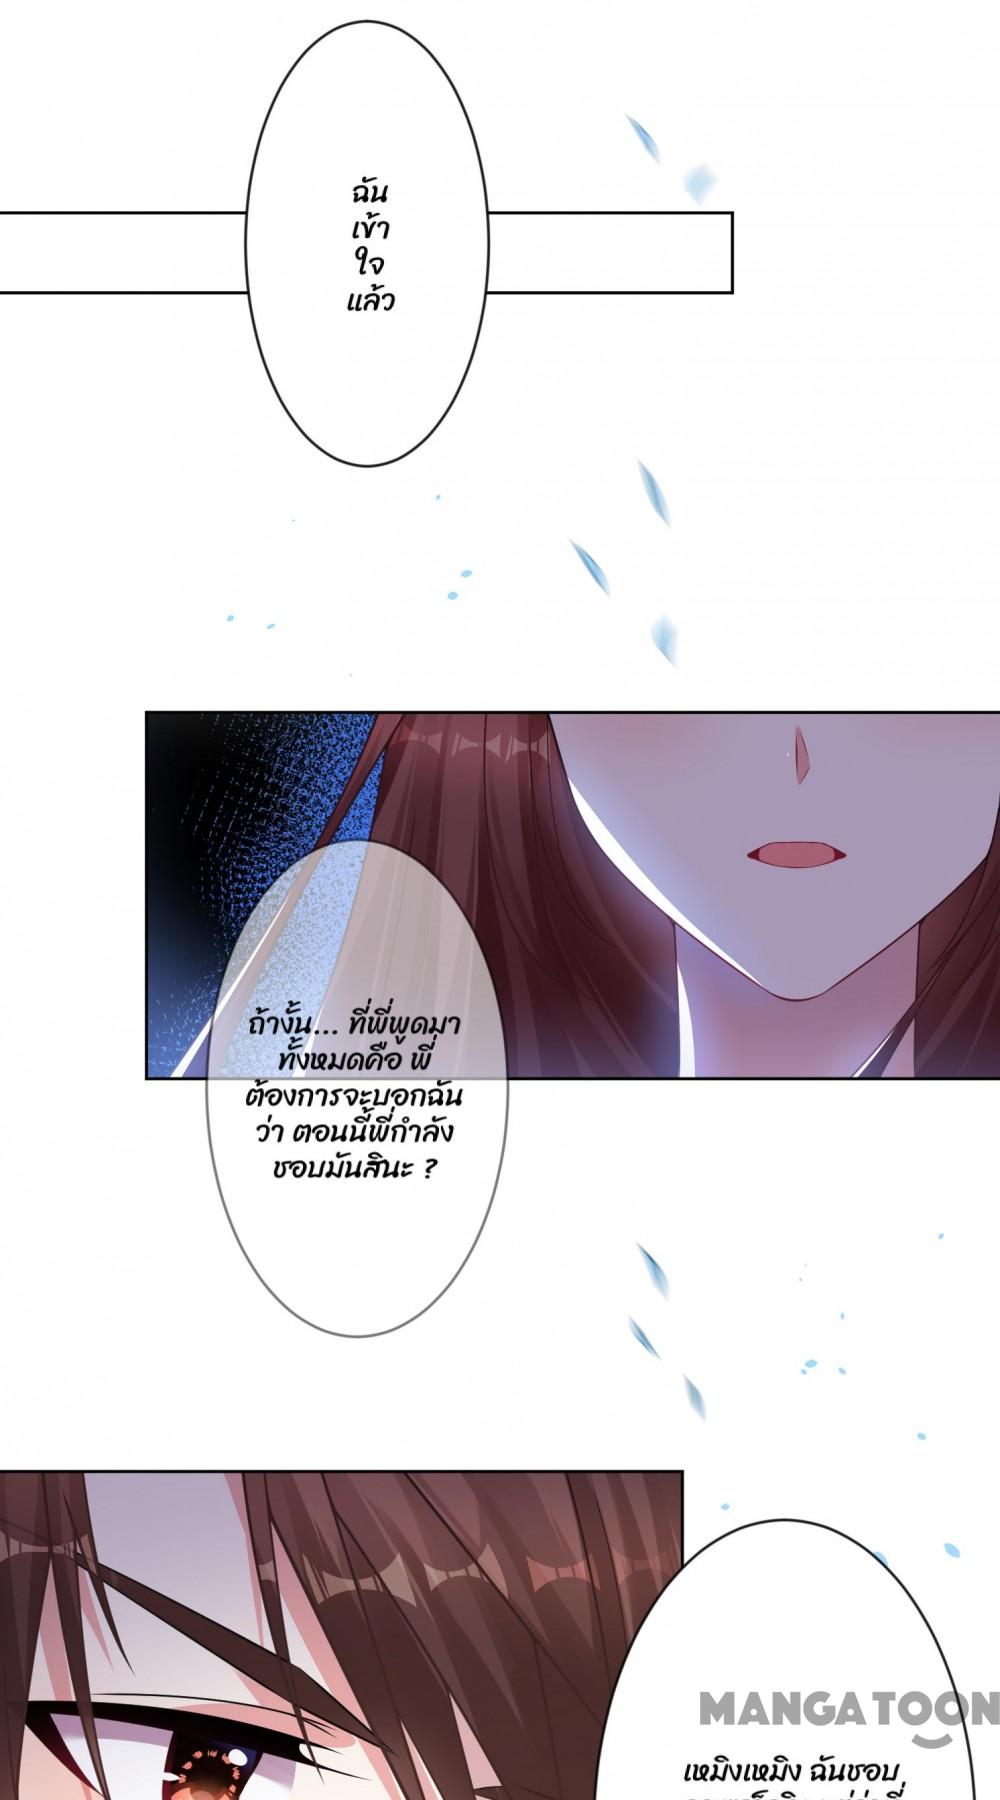 ฉัน
เข้า
ใจ
แล้ว
ถ้างั้น... ที่พี่พูดมา
ทั้งหมดคือ พี่
ต้องการจะบอกฉัน
ว่า ตอนนี้พี่กำลัง
ชอบมันสินะ ?
MANGATOON
เหมิงเหมิง ฉันชอบ